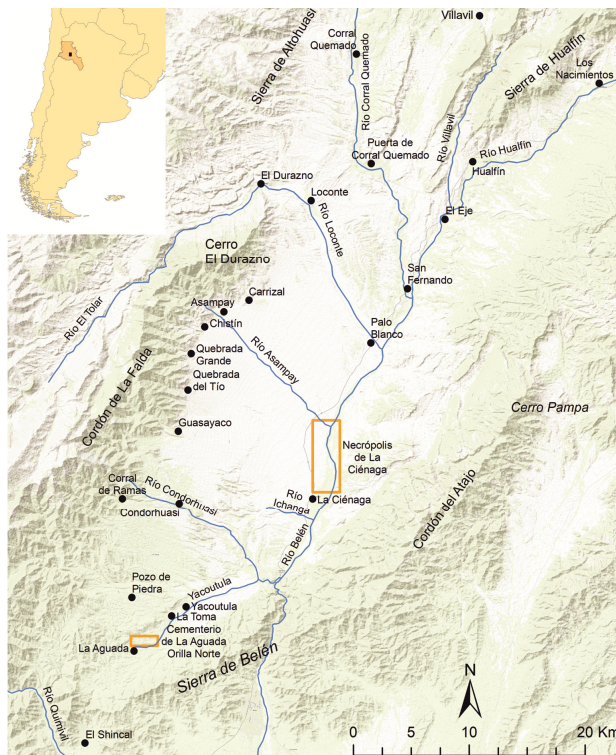 Villavil
Corral
Quemado
Sierra de Altohuasi
Río Corral Quemado
Sierra de Hualfín
Los
Nacimientos
Río Villavil
Río Hualfín
Puerta de
Corral Quemado
Hualfín
El Durazno
Loconte
El Eje
Río Loconte
Cerro
El Durazno
San
Fernando
Carrizal
Asampay
Río El Tolar
Chistín
Palo
Blanco
Río Asampay
Quebrada
Grande
Quebrada
del Tío
Cordón de La Falda
Cerro Pampa
Guasayaco
Necrópolis
de La
Ciénaga
Corral
de Ramas
Río Condorhuasi
Condorhuasi
Río
Ichanga
La Ciénaga
Cordón del Atajo
Río Belén
Pozo de
Piedra
Yacoutula
Yacoutula
La Toma
Cementerio
de La Aguada
Orilla Norte
La Aguada
Sierra de Belén
N
Río Quimivil
El Shincal
0 5 10 20 Km